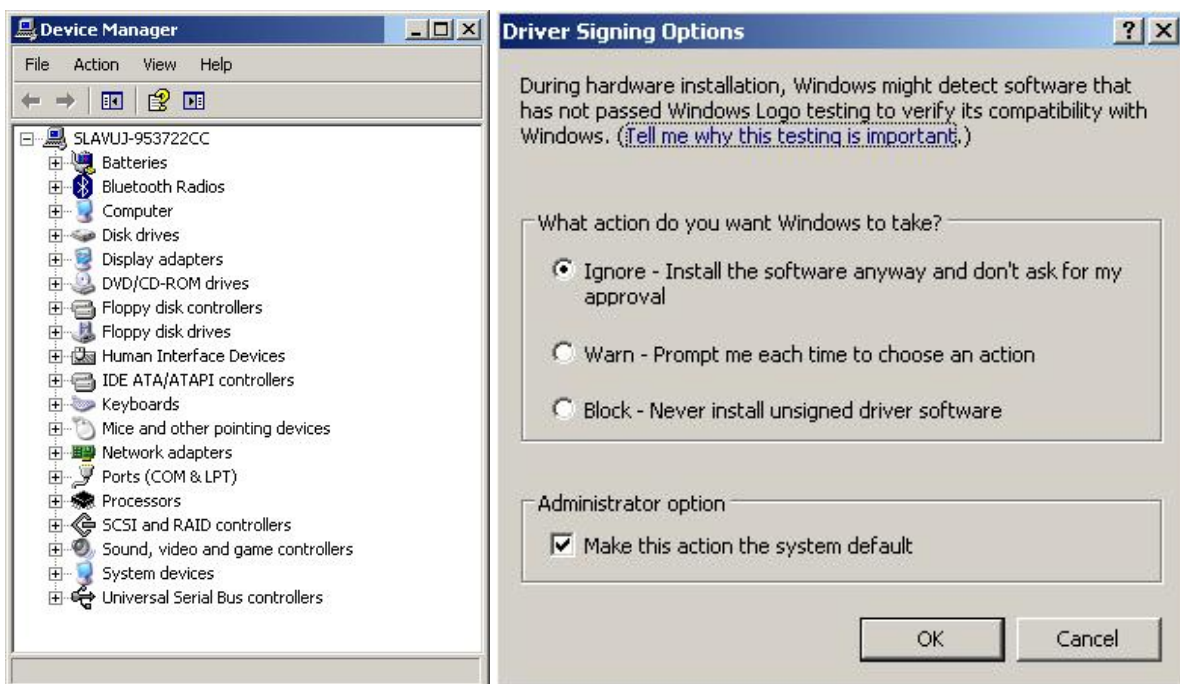 Device Manager
File Action View Help
SLAVUJ-953722CC
Batteries
Bluetooth Radios
Computer
Disk drives
Display adapters
DVD/CD-ROM drives
Floppy disk controllers
Floppy disk drives
Human Interface Devices
IDE ATA/ATAPI controllers
Keyboards
Mice and other pointing devices
Network adapters
Ports (COM & LPT)
Processors
SCSI and RAID controllers
Sound, video and game controllers
System devices
Universal Serial Bus controllers
Driver Signing Options
During hardware installation, Windows might detect software that
has not passed Windows Logo testing to verify its compatibility with
Windows. (Tell me why this testing is important.)
What action do you want Windows to take?
Ignore - Install the software anyway and don't ask for my
approval
Warn - Prompt me each time to choose an action
Block - Never install unsigned driver software
Administrator option
Make this action the system default
OK Cancel